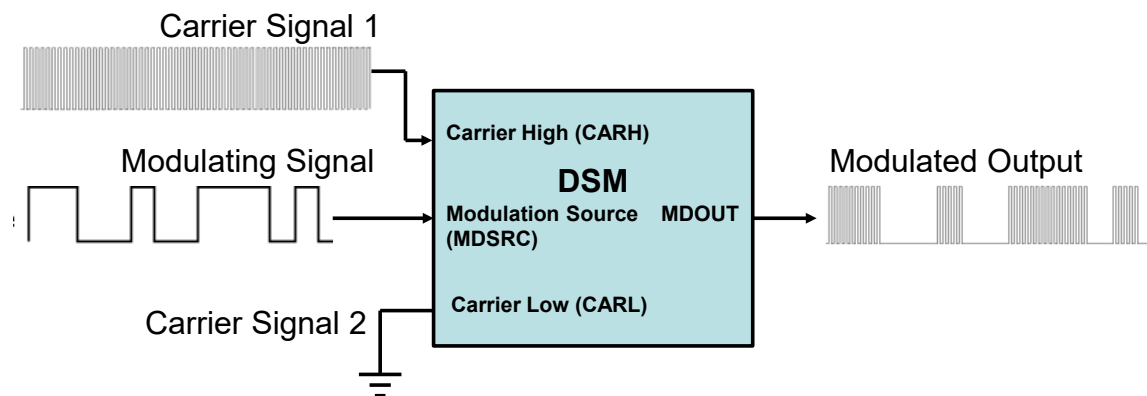 Carrier Signal 1
Carrier High (CARH)
Modulating Signal
DSM
Modulated Output
Modulation Source MDOUT
(MDSRC)
Carrier Low (CARL)
Carrier Signal 2